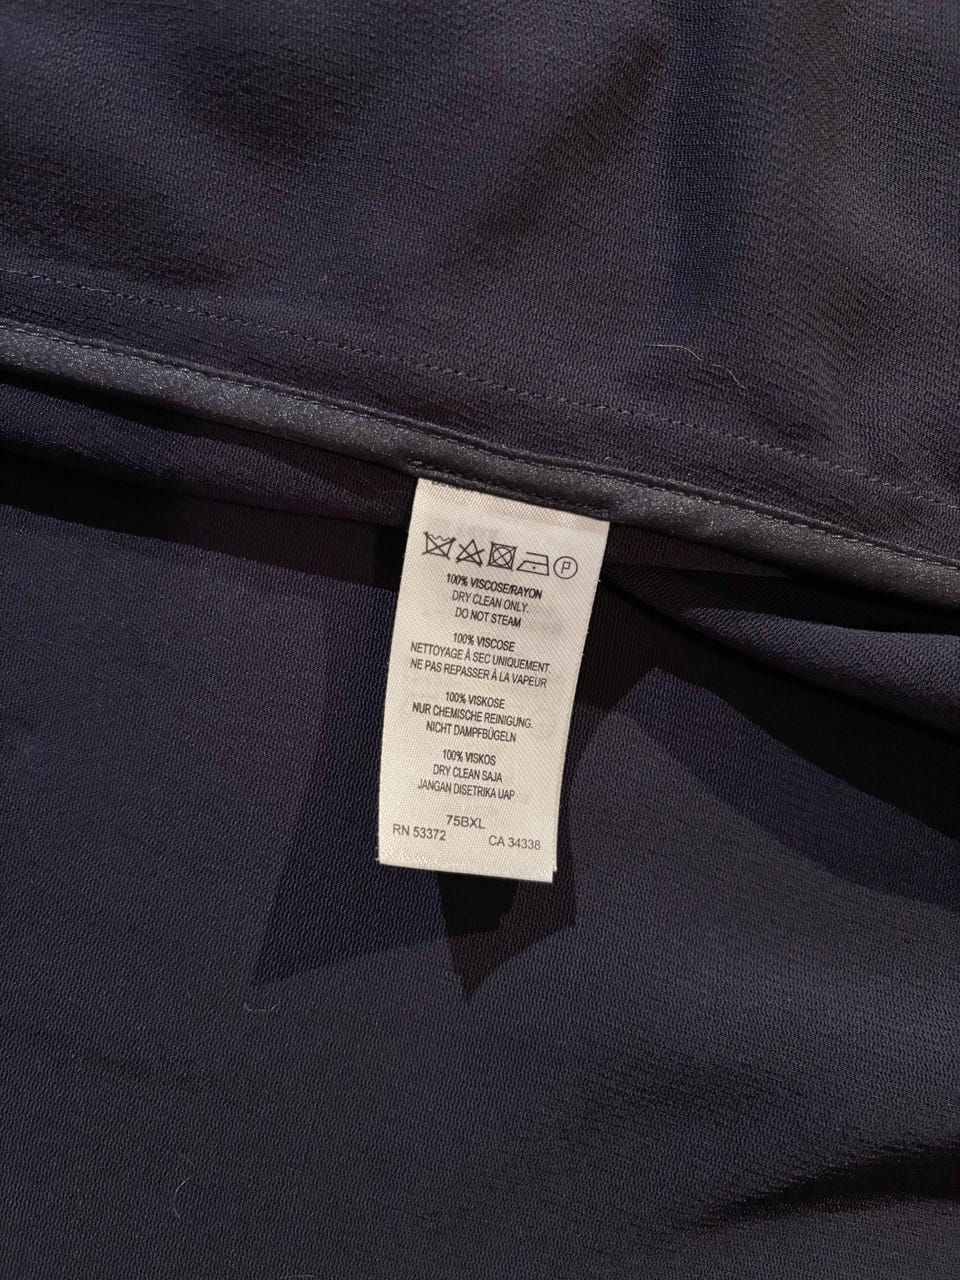 P
100% VISCOSE/RAYON
DRY CLEAN ONLY.
DO NOT STEAM
100% VISCOSE
NETTOYAGE À SEC UNIQUEMENT.
NE PAS REPASSER À LA VAPEUR
100% VISKOSE
NUR CHEMISCHE REINIGUNG.
NICHT DAMPFBÜGELN
100% VISKOS
DRY CLEAN SAJA
JANGAN DISETRIKA UAP
75BXL
RN 53372 CA 34338